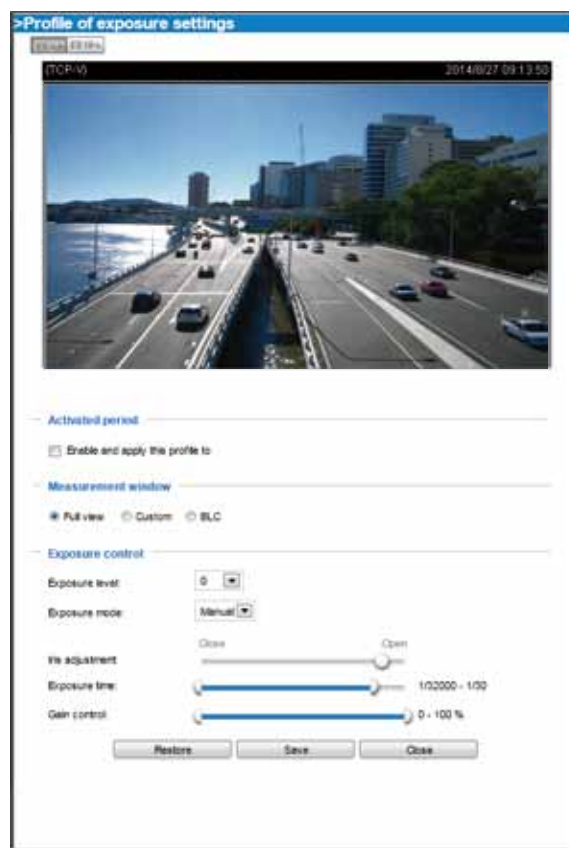 >Profile of exposure settings
(TCP-V) 2014/8/27 09:13:50
Activated period
Enable and apply this profile to
Measurement window
Full view Custom BLC
Exposure control
Exposure level: 0
Exposure mode: Manual
Close Open
Iris adjustment:
Exposure time: 1/32000 - 1/30
Gain control: 0 - 100 %
Restore Save Close